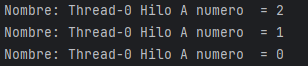 Nombre: Thread-0 Hilo A numero  = 2
Nombre: Thread-0 Hilo A numero  = 1
Nombre: Thread-0 Hilo A numero  = 0